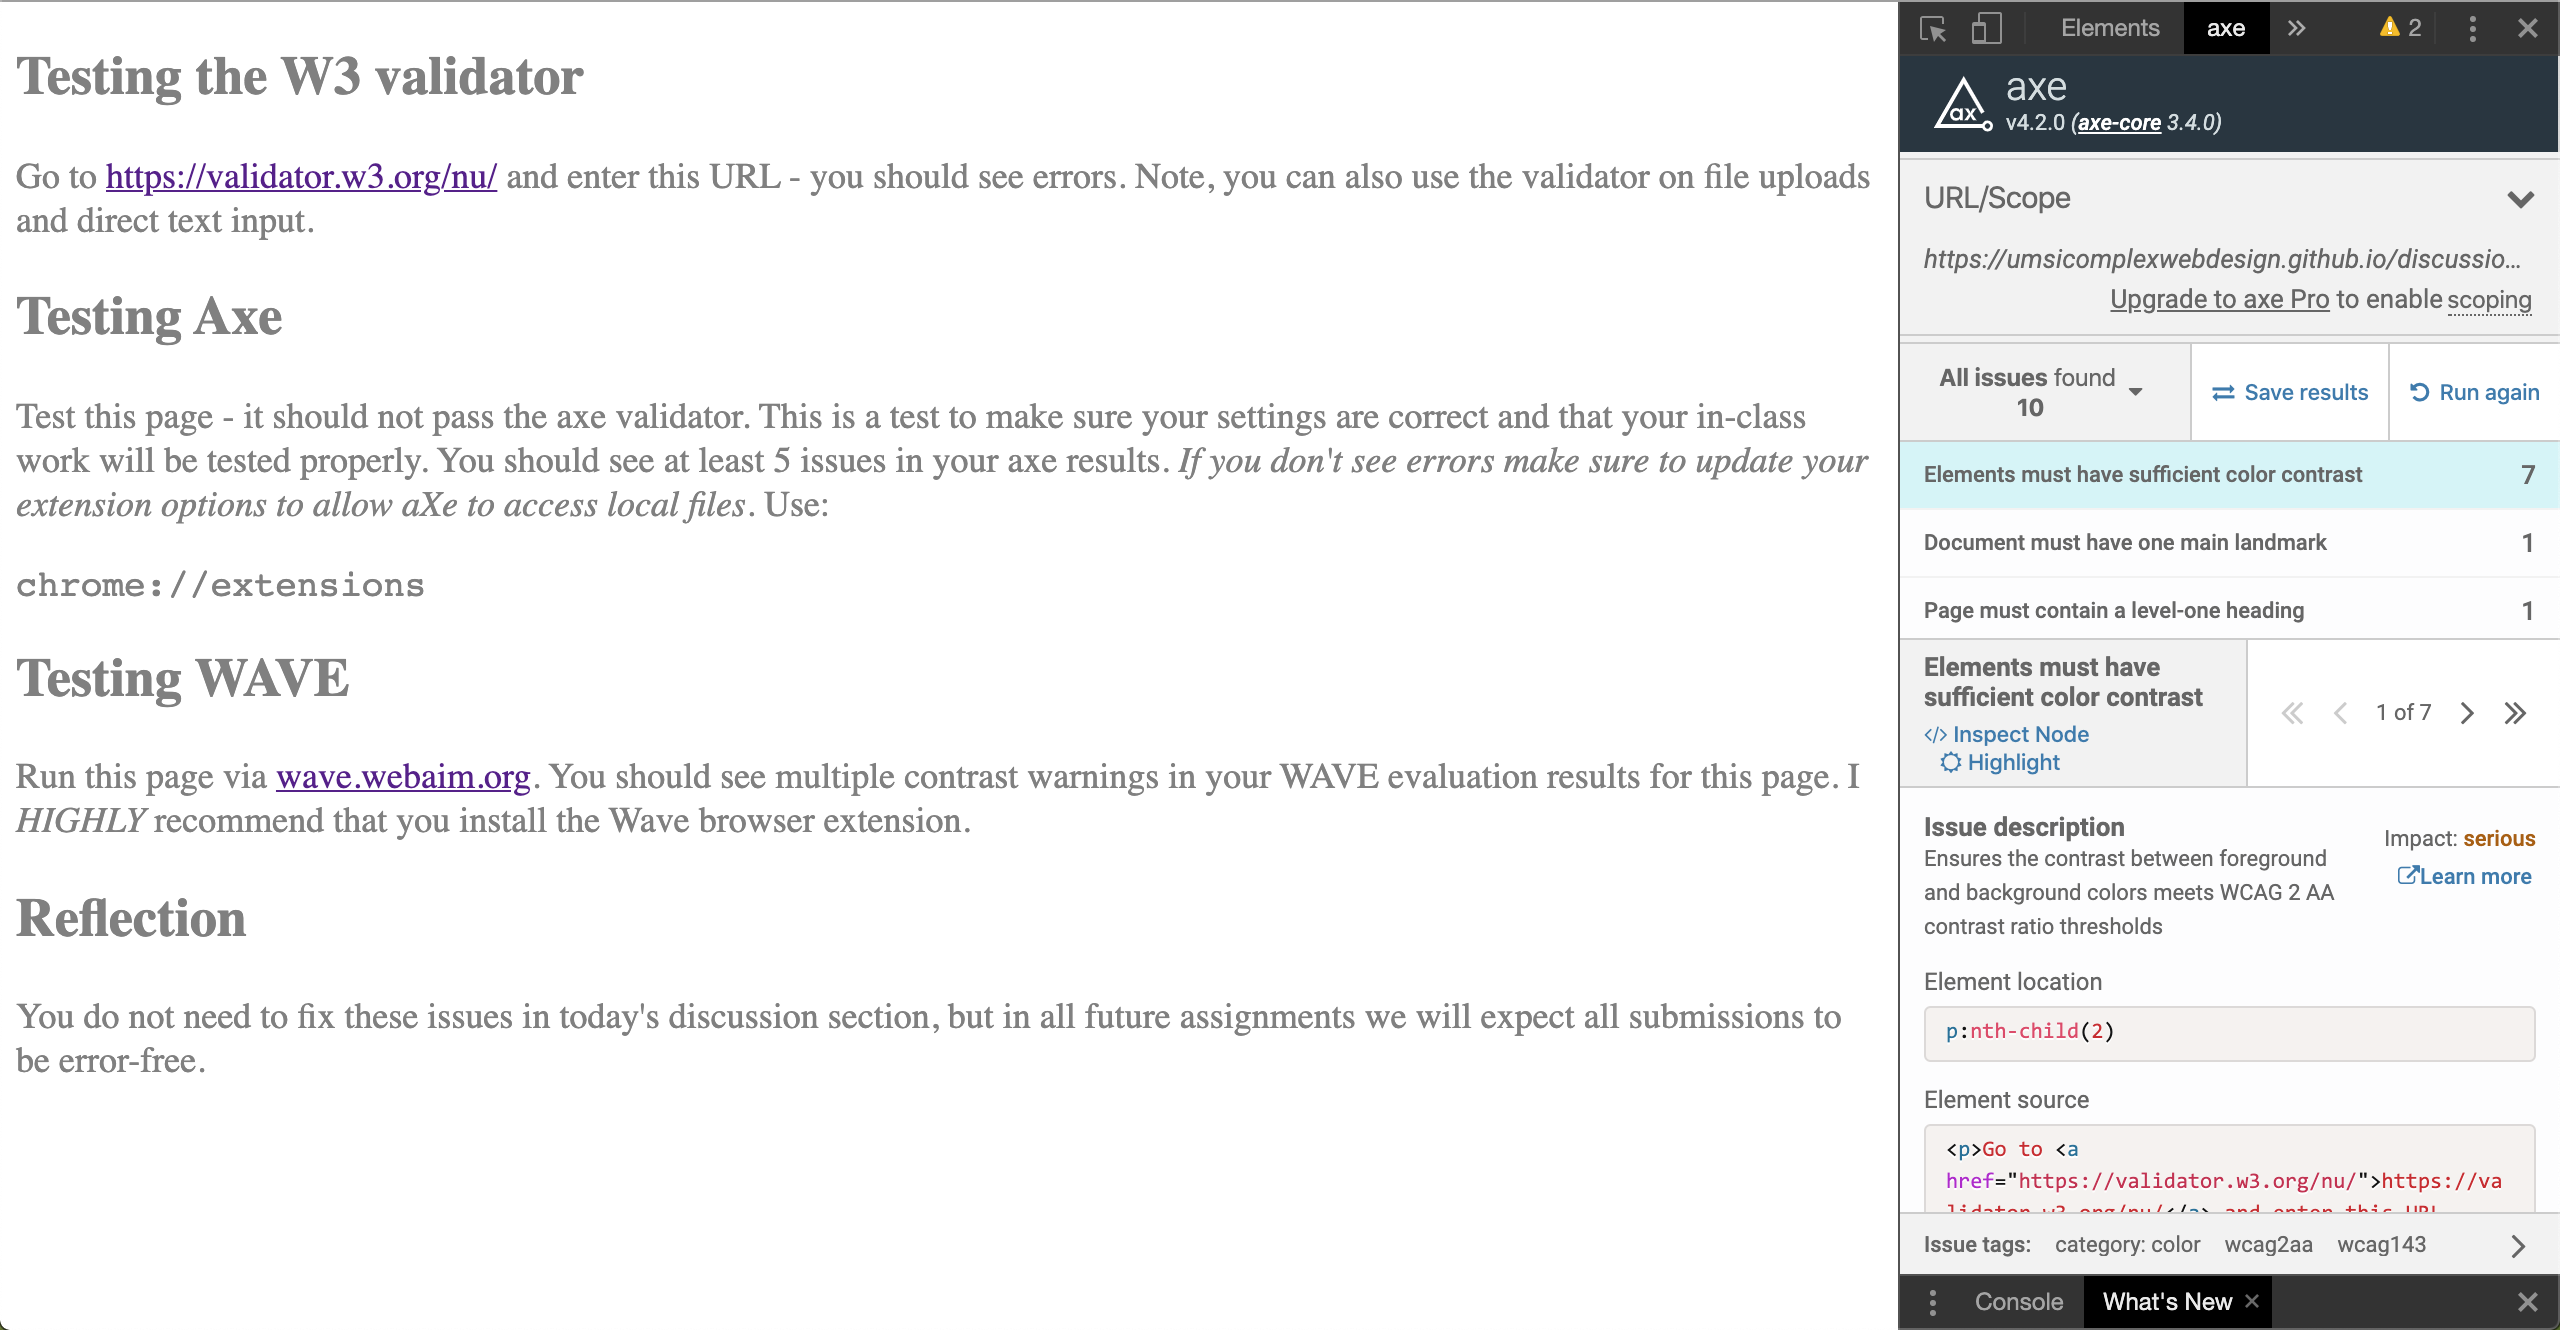 Testing the W3 validator
Go to https://validator.w3.org/nu/ and enter this URL - you should see errors. Note, you can also use the validator on file uploads
and direct text input.
Testing Axe
Test this page - it should not pass the axe validator. This is a test to make sure your settings are correct and that your in-class
work will be tested properly. You should see at least 5 issues in your axe results. If you don't see errors make sure to update your
extension options to allow aXe to access local files. Use:
chrome://extensions
Testing WAVE
Run this page via wave.webaim.org. You should see multiple contrast warnings in your WAVE evaluation results for this page. I
HIGHLY recommend that you install the Wave browser extension.
Reflection
You do not need to fix these issues in today's discussion section, but in all future assignments we will expect all submissions to
be error-free.
Elements axe 2
ax
axe
v4.2.0 (axe-core 3.4.0)
URL/Scope
https://umsicomplexwebdesign.github.io/discussio...
Upgrade to axe Pro to enable scoping
All issues found
10
Save results
Run again
Elements must have sufficient color contrast 7
Document must have one main landmark 1
Page must contain a level-one heading 1
Elements must have
sufficient color contrast
</> Inspect Node
Highlight
1 of 7
Issue description
Ensures the contrast between foreground
and background colors meets WCAG 2 AA
contrast ratio thresholds
Impact: serious
Learn more
Element location
p:nth-child(2)
Element source
<p>Go to <a
href="https://validator.w3.org/nu/">https://va
lidator.w3.org/nu/</a> and enter this URL
Issue tags: category: color wcag2aa wcag143
Console What's New